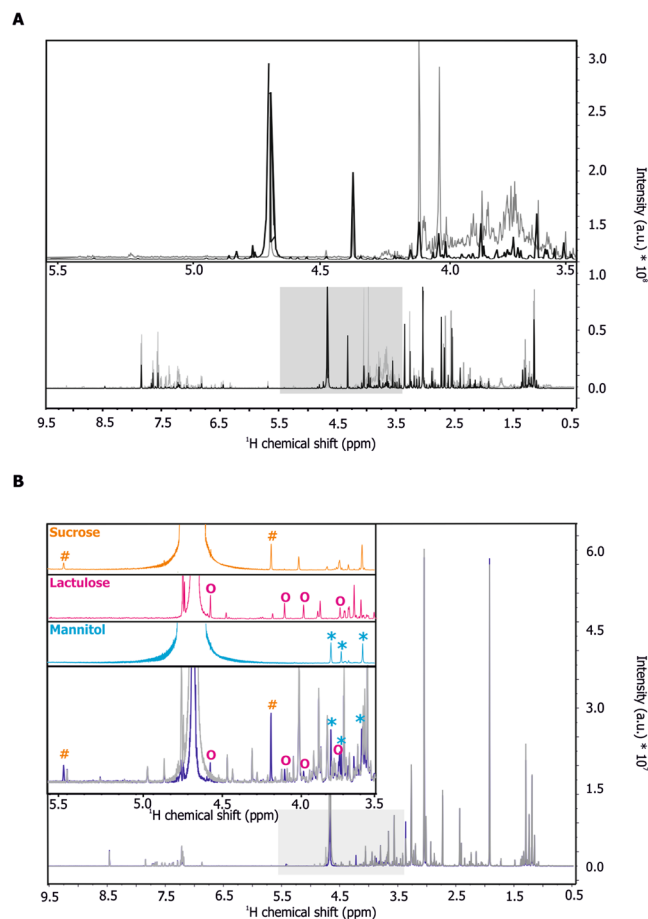 A
3.0
2.5
2.0
1.5
1.0
0.5
0.0
Intensity (a.u.) * 10⁸
5.5 5.0 4.5 4.0 3.5
9.5 8.5 7.5 6.5 5.5 4.5 3.5 2.5 1.5 0.5
¹H chemical shift (ppm)
B
Sucrose
# #
Lactulose
O O O O
Mannitol
* * *
# # O O O O * * *
5.5 5.0 4.5 4.0 3.5
¹H chemical shift (ppm)
6.0
4.5
3.0
1.5
0.0
Intensity (a.u.) * 10⁷
9.5 8.5 7.5 6.5 5.5 4.5 3.5 2.5 1.5 0.5
¹H chemical shift (ppm)